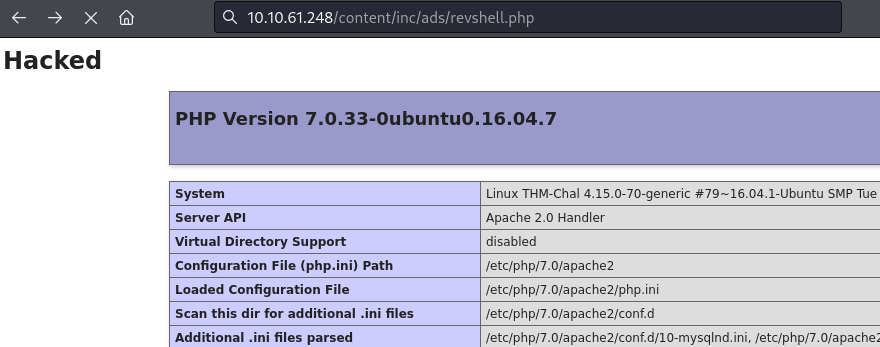 10.10.61.248/content/inc/ads/revshell.php
Hacked
PHP Version 7.0.33-0ubuntu0.16.04.7
System Linux THM-Chal 4.15.0-70-generic #79~16.04.1-Ubuntu SMP Tue
Server API Apache 2.0 Handler
Virtual Directory Support disabled
Configuration File (php.ini) Path /etc/php/7.0/apache2
Loaded Configuration File /etc/php/7.0/apache2/php.ini
Scan this dir for additional .ini files /etc/php/7.0/apache2/conf.d
Additional .ini files parsed /etc/php/7.0/apache2/conf.d/10-mysqlnd.ini, /etc/php/7.0/apache2